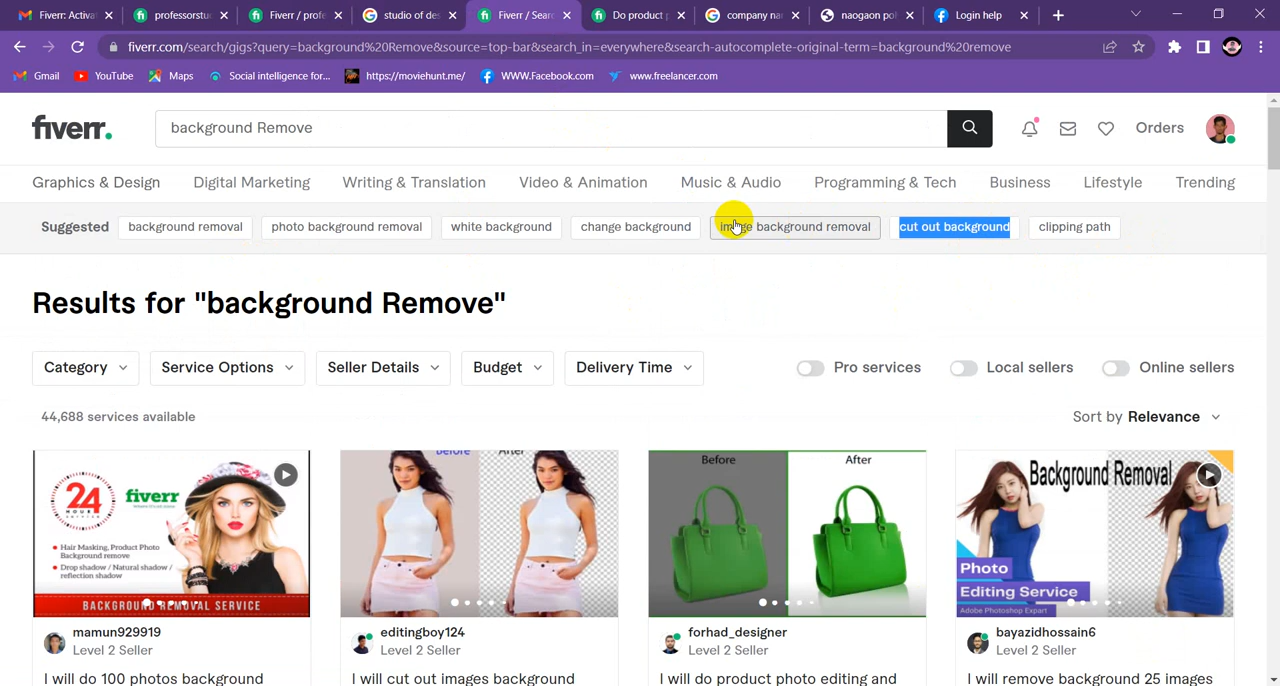 Fiverr: Activat
professorstu
Fiverr / profe
studio of des
Fiverr / Searc
Do product p
company na
naogaon pol
Login help
fiverr.com/search/gigs?query=background%20Remove&source=top-bar&search_in=everywhere&search-autocomplete-original-term=background%20remove
Gmail
YouTube
Maps
Social intelligence for...
https://moviehunt.me/
WWW.Facebook.com
www.freelancer.com
fiverr.
background Remove
Orders
Graphics & Design
Digital Marketing
Writing & Translation
Video & Animation
Music & Audio
Programming & Tech
Business
Lifestyle
Trending
Suggested
background removal
photo background removal
white background
change background
image background removal
cut out background
clipping path
Results for "background Remove"
Category
Service Options
Seller Details
Budget
Delivery Time
Pro services
Local sellers
Online sellers
44,688 services available
Sort by Relevance
24
fiverr
Hair Masking, Product Photo
Background remove
Drop shadow / Natural shadow /
reflection shadow
BACKGROUND REMOVAL SERVICE
Before
After
Before
After
Background Removal
Photo
Editing Service
Adobe Photoshop Expart
mamun929919
Level 2 Seller
editingboy124
Level 2 Seller
forhad_designer
Level 2 Seller
bayazidhossain6
Level 2 Seller
I will do 100 photos background
I will cut out images background
I will do product photo editing and
I will remove background 25 images